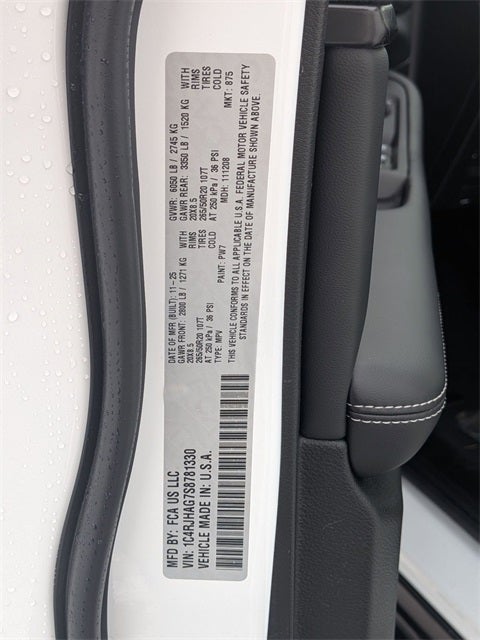 MFD BY: FCA US LLC
DATE OF MFR (BUILT): 11-25
GVWR: 6050 LB / 2745 KG
GAWR FRONT: 2800 LB / 1271 KG WITH
20X8.5 RIMS
265/50R20 107T TIRES
AT 250 kPa / 36 PSI COLD
GAWR REAR: 3350 LB / 1520 KG WITH
20X8.5 RIMS
265/50R20 107T TIRES
AT 250 kPa / 36 PSI COLD
VIN: 1C4RJHAG7S8781330
TYPE: MPV
PAINT: PW7
MDH: 111208
MKT: 875
VEHICLE MADE IN: U.S.A.
THIS VEHICLE CONFORMS TO ALL APPLICABLE U.S.A. FEDERAL MOTOR VEHICLE SAFETY
STANDARDS IN EFFECT ON THE DATE OF MANUFACTURE SHOWN ABOVE.